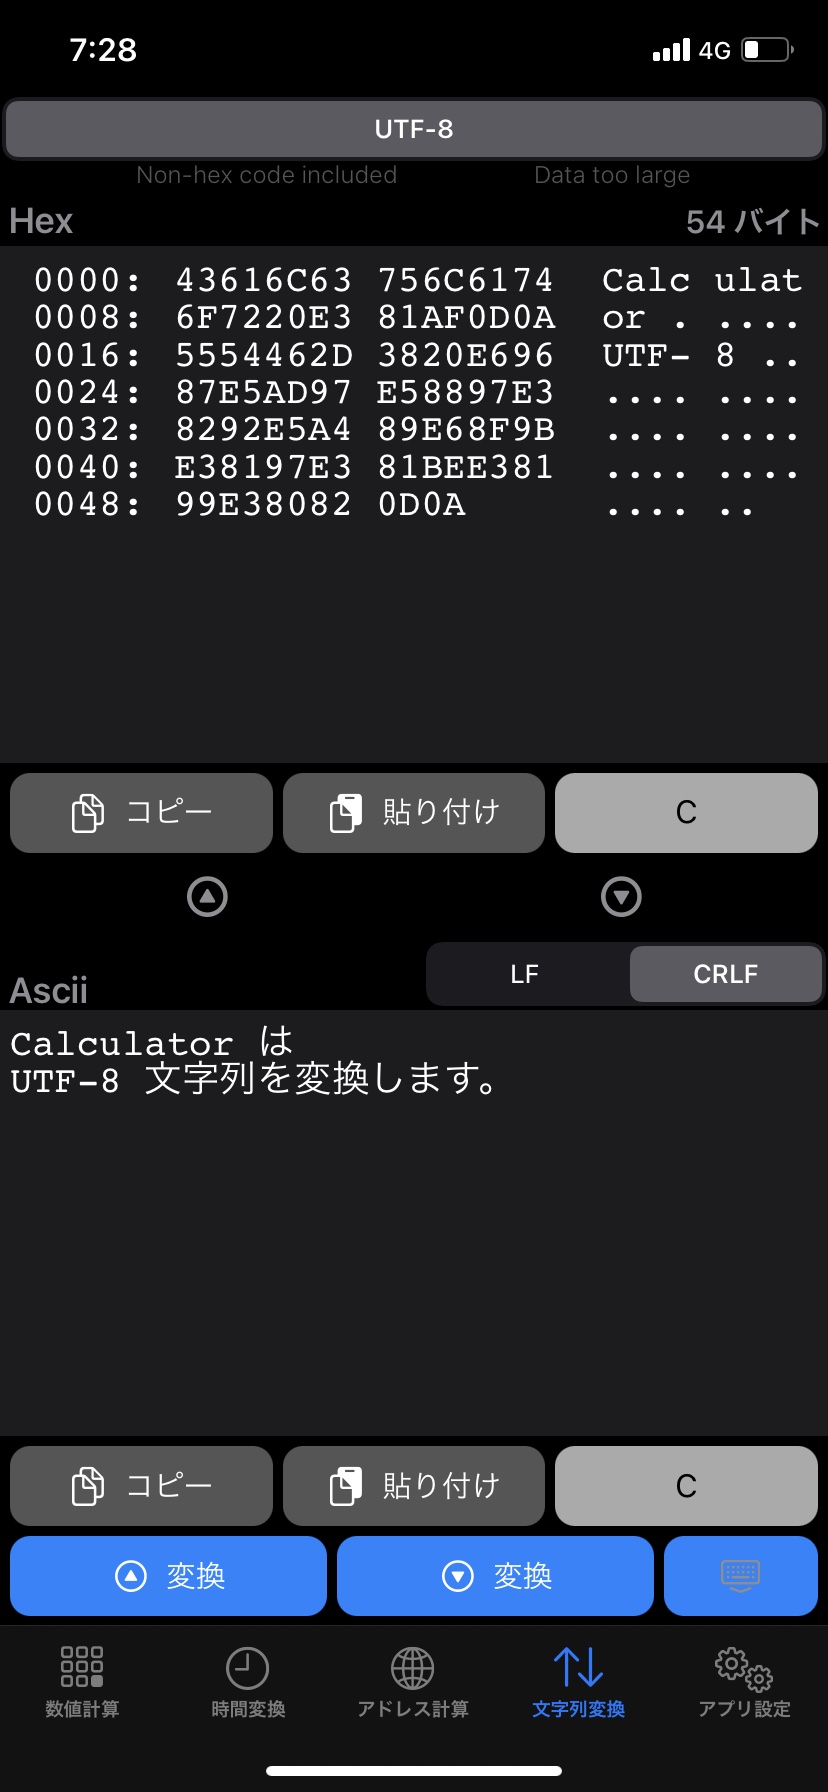 7:28
4G
UTF-8
Non-hex code included Data too large
Hex 54 バイト
0000: 43616C63 756C6174 Calc ulat
0008: 6F7220E3 81AF0D0A or . ....
0016: 5554462D 3820E696 UTF- 8 ..
0024: 87E5AD97 E58897E3 .... ....
0032: 8292E5A4 89E68F9B .... ....
0040: E38197E3 81BEE381 .... ....
0048: 99E38082 0D0A .... ..
コピー 貼り付け C
LF CRLF
Ascii
Calculator は
UTF-8 文字列を変換します。
コピー 貼り付け C
変換 変換
数値計算 時間変換 アドレス計算 文字列変換 アプリ設定